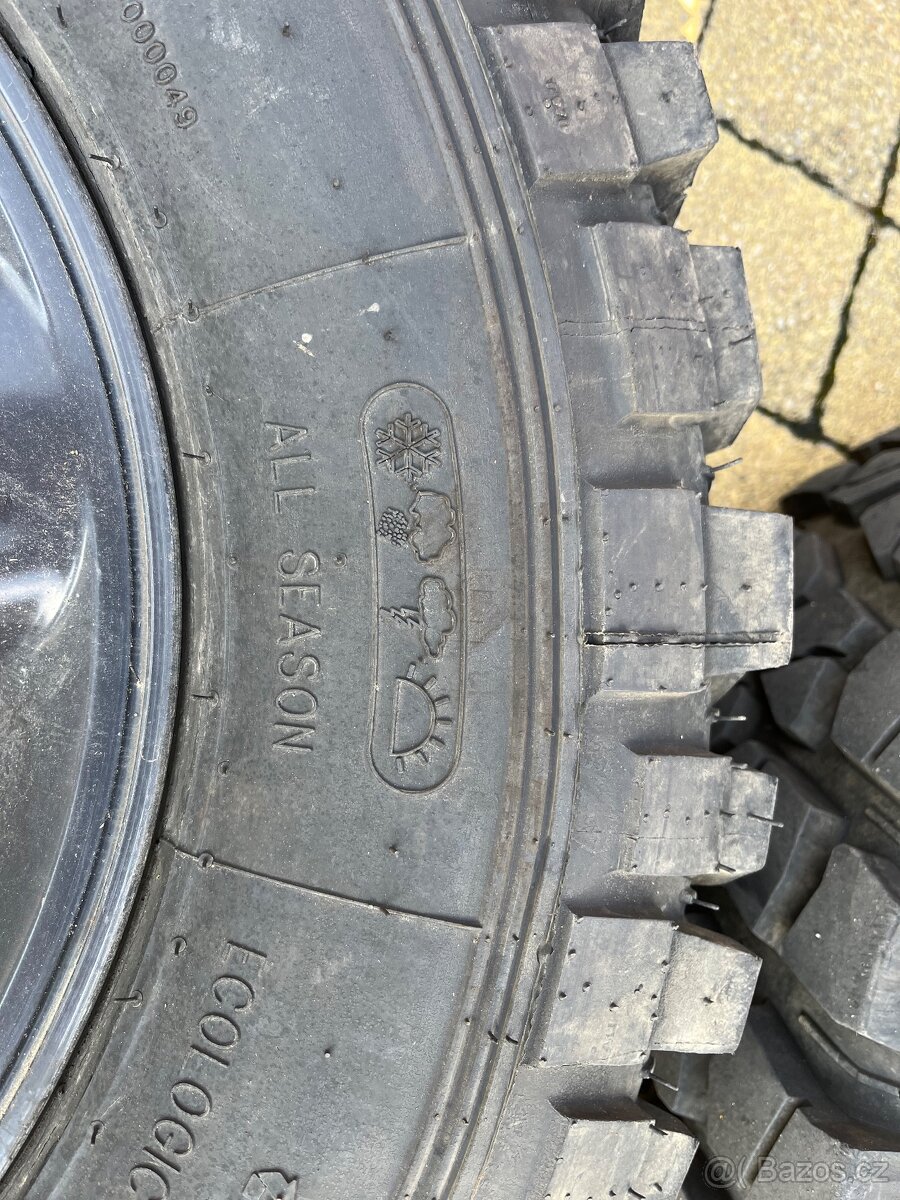 000049
ALL SEASON
ECOLOGIC
@( Bazos.cz